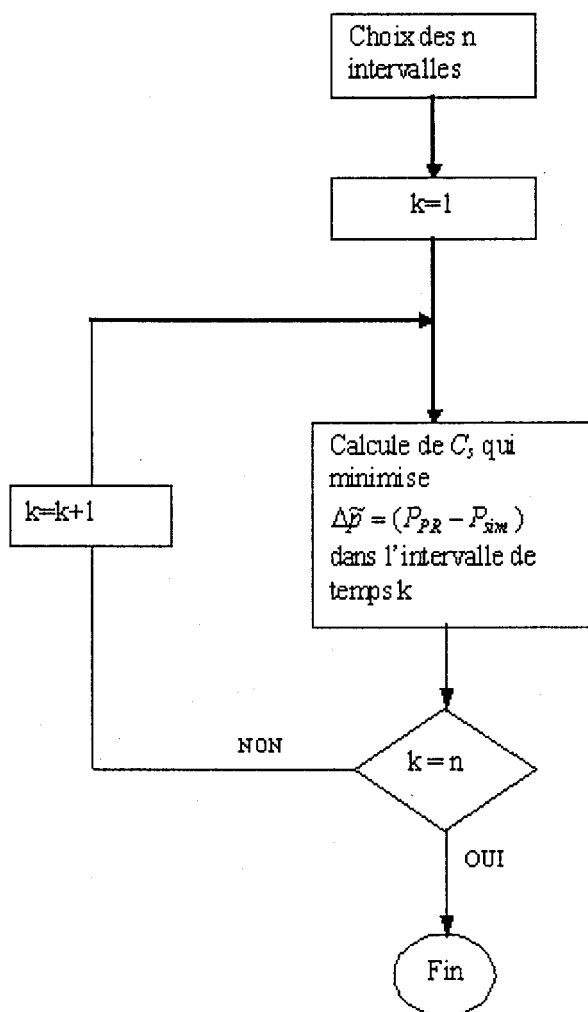 Choix des n
intervalles
k=1
Calcule de C_s qui
minimise
Δp̃ = (P_PR − P_sim)
dans l'intervalle de
temps k
k=k+1
NON
k = n
OUI
Fin